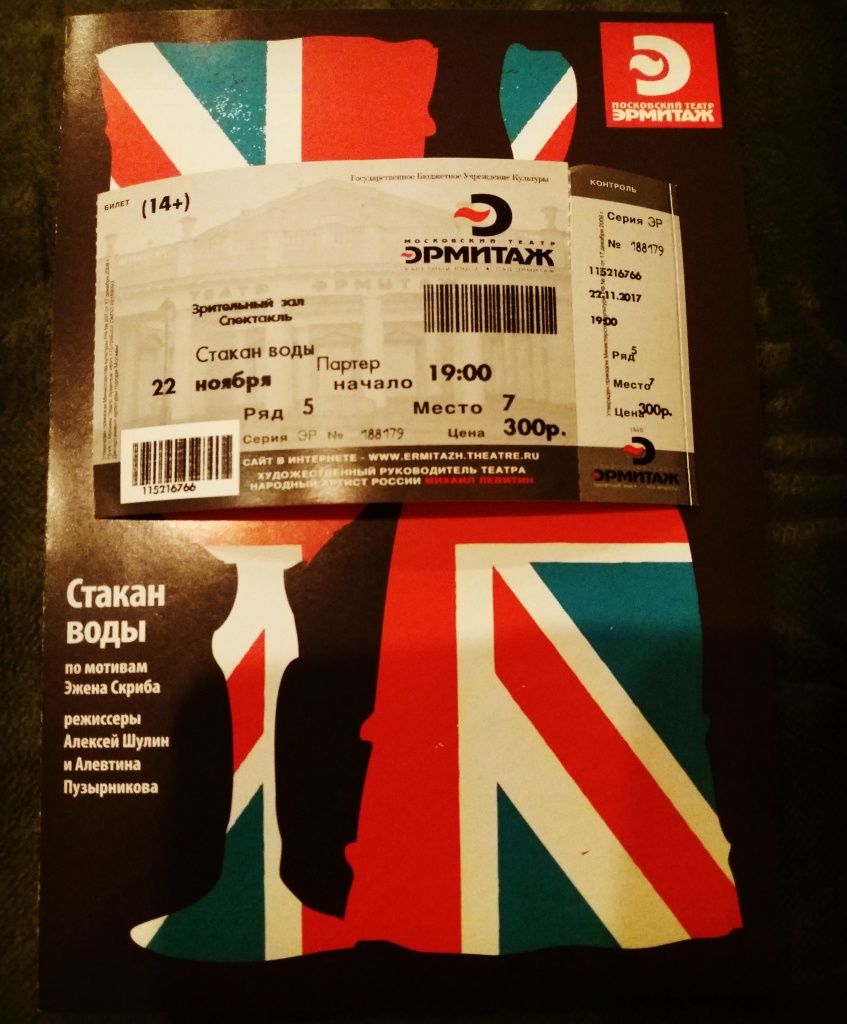 МОСКОВСКИЙ ТЕАТР
ЭРМИТАЖ
Государственное Бюджетное Учреждение Культуры
БИЛЕТ
(14+)
МОСКОВСКИЙ ТЕАТР
ЭРМИТАЖ
Зрительный зал
Спектакль
Стакан воды
Партер
22 ноября начало 19:00
Ряд 5 Место 7
Серия ЭР № 188179 Цена 300р.
115216766
САЙТ В ИНТЕРНЕТЕ - WWW.ERMITAZH.THEATRE.RU
ХУДОЖЕСТВЕННЫЙ РУКОВОДИТЕЛЬ ТЕАТРА
НАРОДНЫЙ АРТИСТ РОССИИ МИХАИЛ ЛЕВИТИН
КОНТРОЛЬ
Серия ЭР
№ 188179
115216766
22.11.2017
19:00
Ряд 5
Место 7
Цена 300р.
ЭРМИТАЖ
Стакан
воды
по мотивам
Эжена Скриба
режиссеры
Алексей Шулин
и Алевтина
Пузырникова